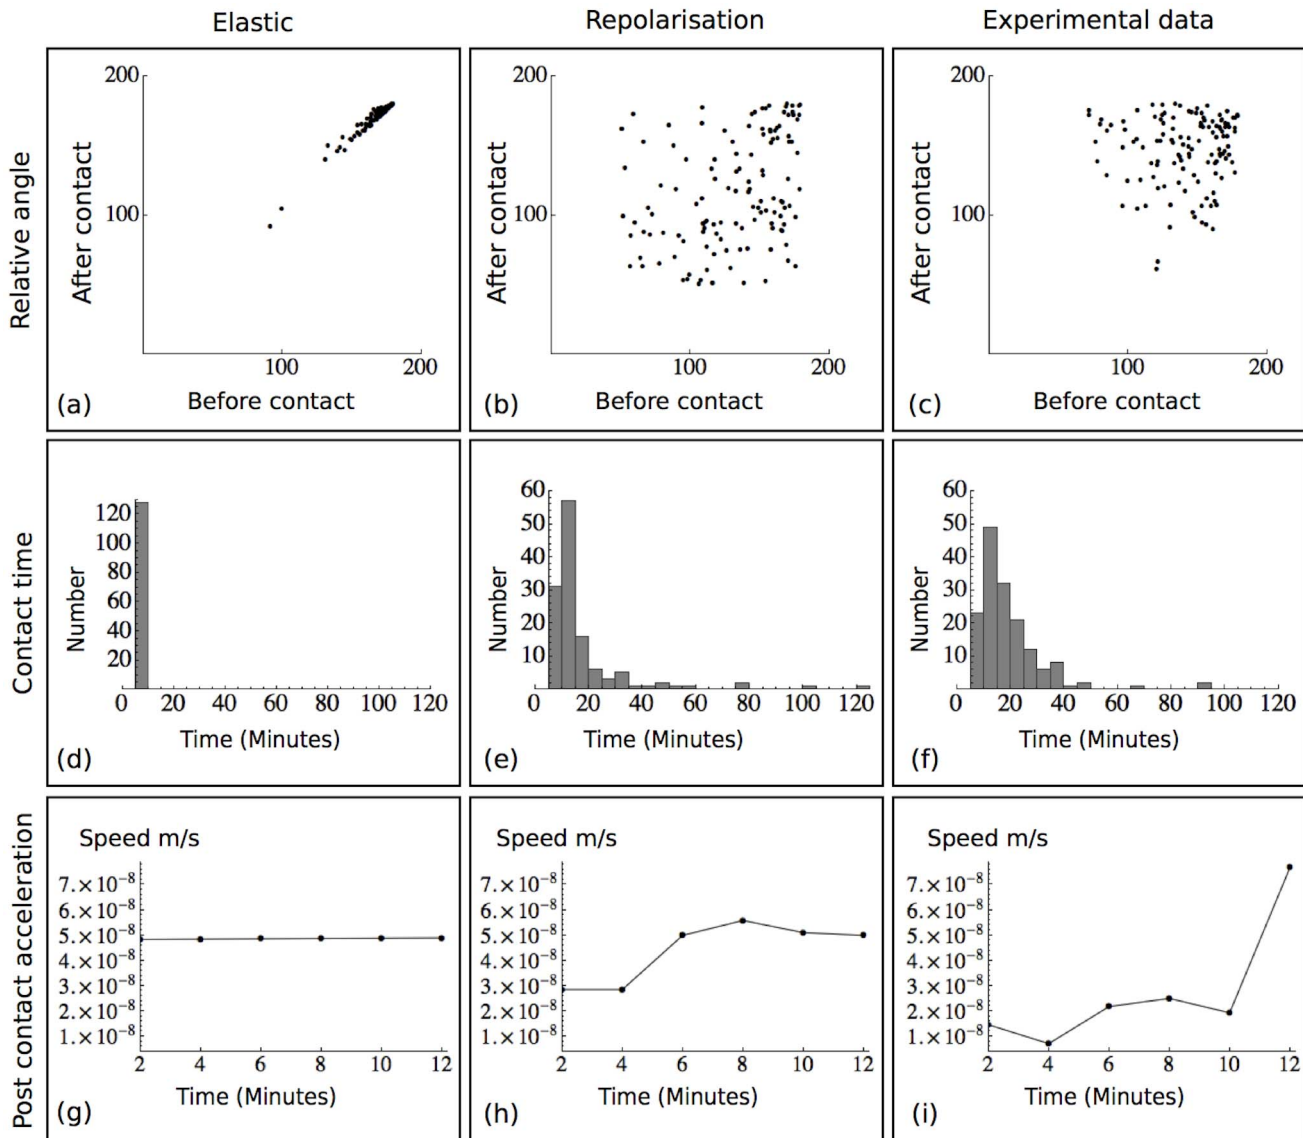 Elastic
Repolarisation
Experimental data
Relative angle
After contact
200
100
100
200
(a)
Before contact
After contact
200
100
100
200
(b)
Before contact
After contact
200
100
100
200
(c)
Before contact
Contact time
Number
120
100
80
60
40
20
0 20 40 60 80 100 120
Time (Minutes)
(d)
Number
60
50
40
30
20
10
0 20 40 60 80 100 120
Time (Minutes)
(e)
Number
60
50
40
30
20
10
0 20 40 60 80 100 120
Time (Minutes)
(f)
Post contact acceleration
Speed m/s
7.×10⁻⁸
6.×10⁻⁸
5.×10⁻⁸
4.×10⁻⁸
3.×10⁻⁸
2.×10⁻⁸
1.×10⁻⁸
2 4 6 8 10 12
Time (Minutes)
(g)
Speed m/s
7.×10⁻⁸
6.×10⁻⁸
5.×10⁻⁸
4.×10⁻⁸
3.×10⁻⁸
2.×10⁻⁸
1.×10⁻⁸
2 4 6 8 10 12
Time (Minutes)
(h)
Speed m/s
7.×10⁻⁸
6.×10⁻⁸
5.×10⁻⁸
4.×10⁻⁸
3.×10⁻⁸
2.×10⁻⁸
1.×10⁻⁸
2 4 6 8 10 12
Time (Minutes)
(i)